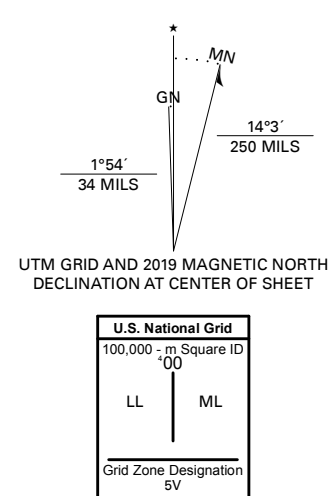 ★
MN
GN
14°3´
250 MILS
1°54´
34 MILS
UTM GRID AND 2019 MAGNETIC NORTH
DECLINATION AT CENTER OF SHEET
U.S. National Grid
100,000 - m Square ID
⁴00
LL ML
Grid Zone Designation
5V